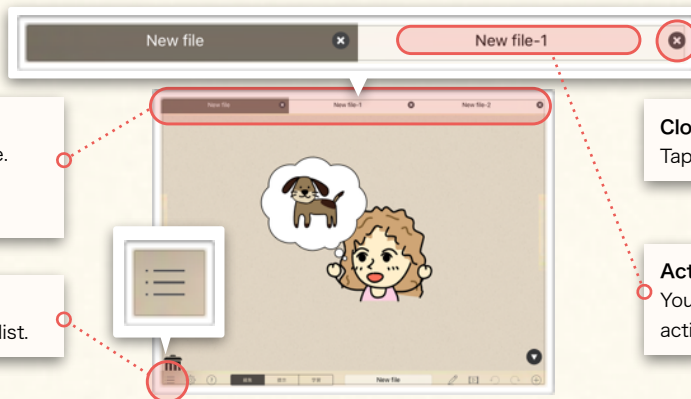 New file
New file-1
New file
New file-1
New file-2
e.
list.
Clo
Tap
Act
You
acti
New file